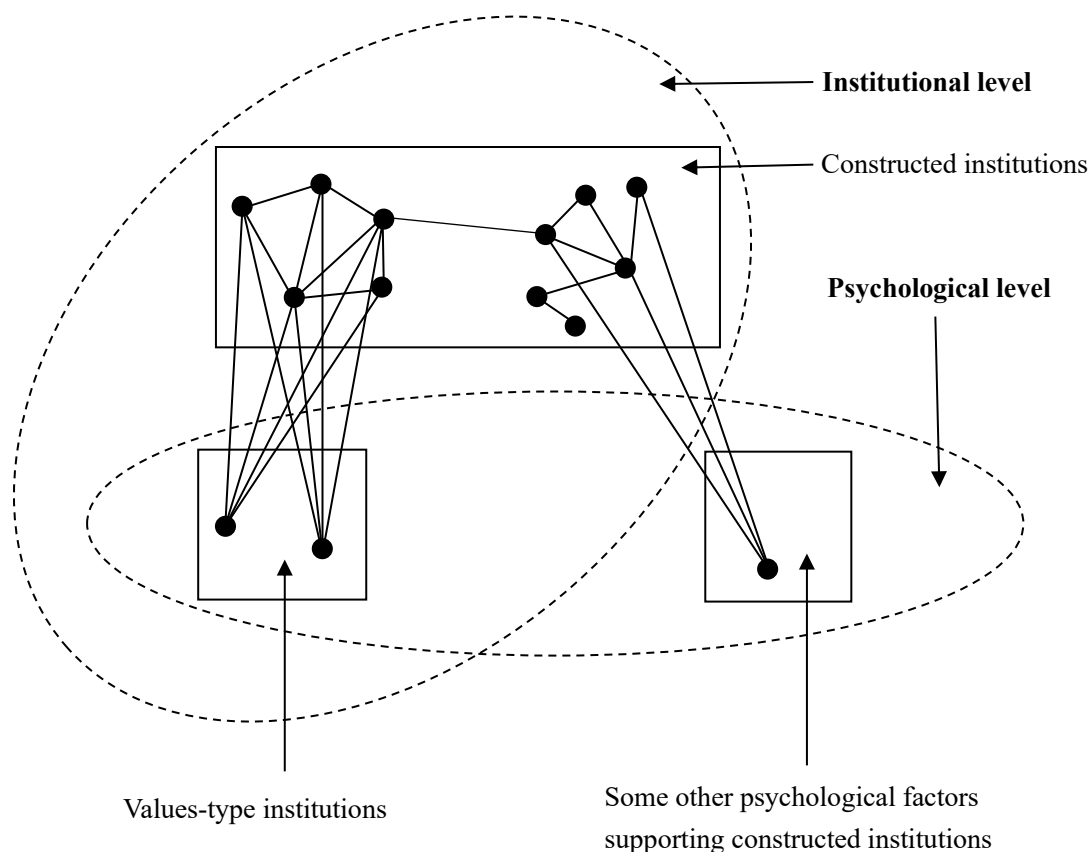 Institutional level
Constructed institutions
Psychological level
Values-type institutions
Some other psychological factors
supporting constructed institutions